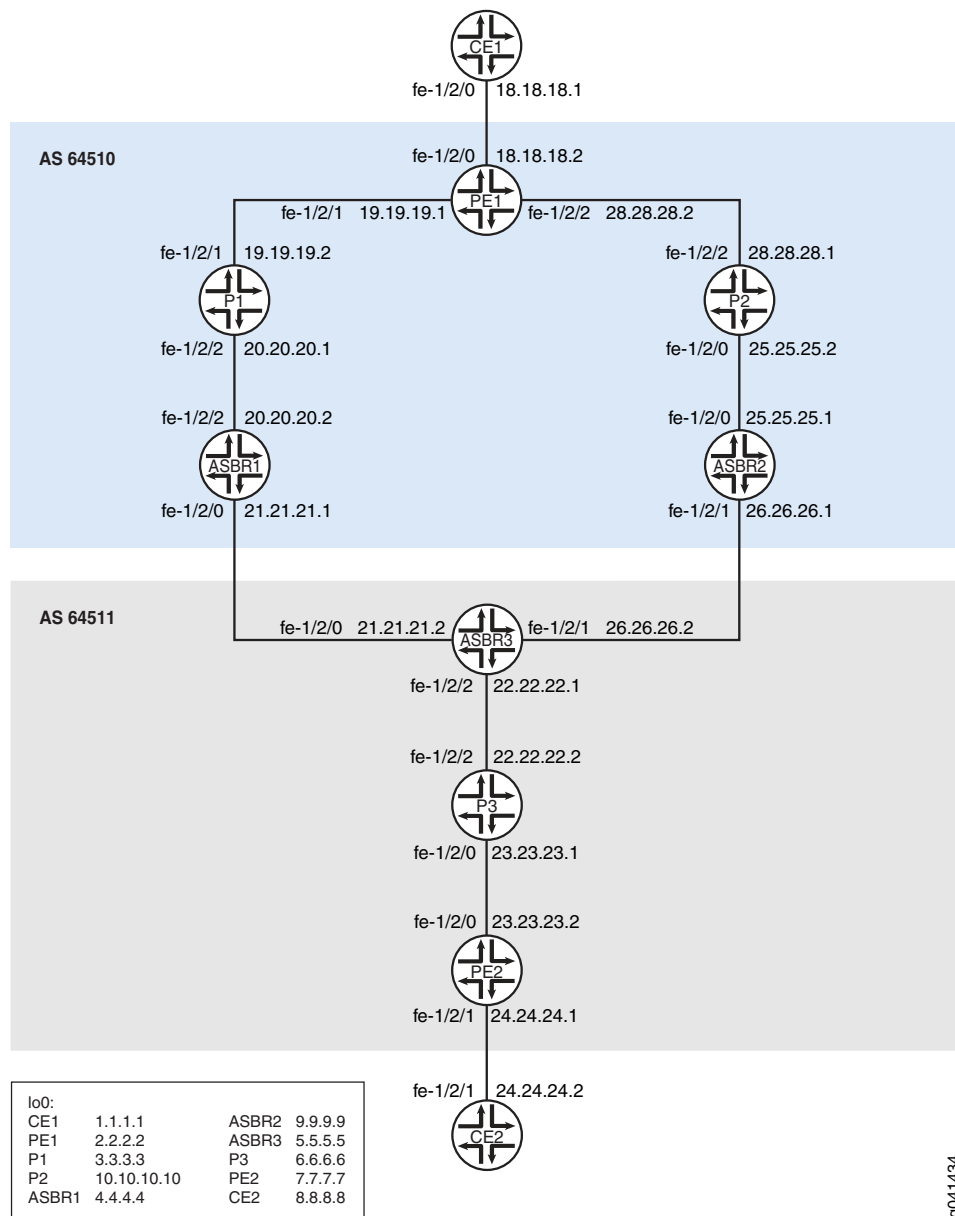 CE1
fe-1/2/0 18.18.18.1
AS 64510
fe-1/2/0 18.18.18.2
PE1
fe-1/2/1 19.19.19.1
fe-1/2/2 28.28.28.2
fe-1/2/1 19.19.19.2
fe-1/2/2 28.28.28.1
P1
P2
fe-1/2/2 20.20.20.1
fe-1/2/0 25.25.25.2
fe-1/2/2 20.20.20.2
fe-1/2/0 25.25.25.1
ASBR1
ASBR2
fe-1/2/0 21.21.21.1
fe-1/2/1 26.26.26.1
AS 64511
fe-1/2/0 21.21.21.2
ASBR3
fe-1/2/1 26.26.26.2
fe-1/2/2 22.22.22.1
fe-1/2/2 22.22.22.2
P3
fe-1/2/0 23.23.23.1
fe-1/2/0 23.23.23.2
PE2
fe-1/2/1 24.24.24.1
fe-1/2/1 24.24.24.2
CE2
lo0:
CE1 1.1.1.1 ASBR2 9.9.9.9
PE1 2.2.2.2 ASBR3 5.5.5.5
P1 3.3.3.3 P3 6.6.6.6
P2 10.10.10.10 PE2 7.7.7.7
ASBR1 4.4.4.4 CE2 8.8.8.8
g041434